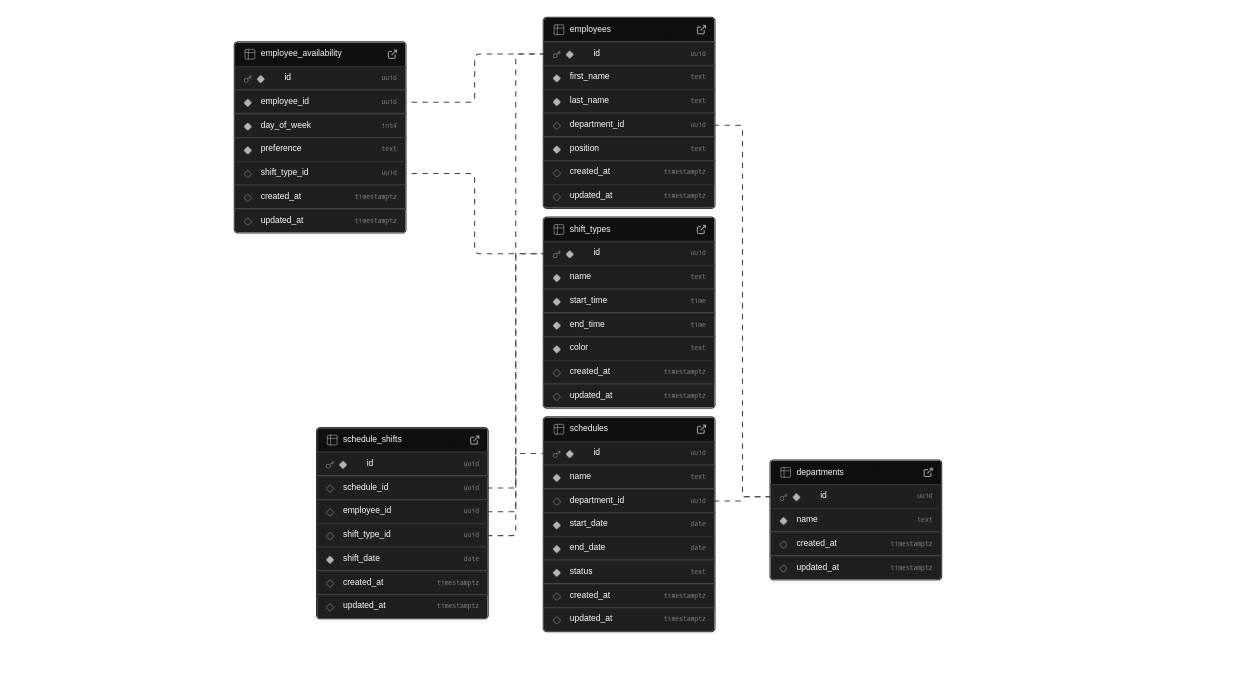 employee_availability
id uuid
employee_id uuid
day_of_week int4
preference text
shift_type_id uuid
created_at timestamptz
updated_at timestamptz
employees
id uuid
first_name text
last_name text
department_id uuid
position text
created_at timestamptz
updated_at timestamptz
shift_types
id uuid
name text
start_time time
end_time time
color text
created_at timestamptz
updated_at timestamptz
schedule_shifts
id uuid
schedule_id uuid
employee_id uuid
shift_type_id uuid
shift_date date
created_at timestamptz
updated_at timestamptz
schedules
id uuid
name text
department_id uuid
start_date date
end_date date
status text
created_at timestamptz
updated_at timestamptz
departments
id uuid
name text
created_at timestamptz
updated_at timestamptz